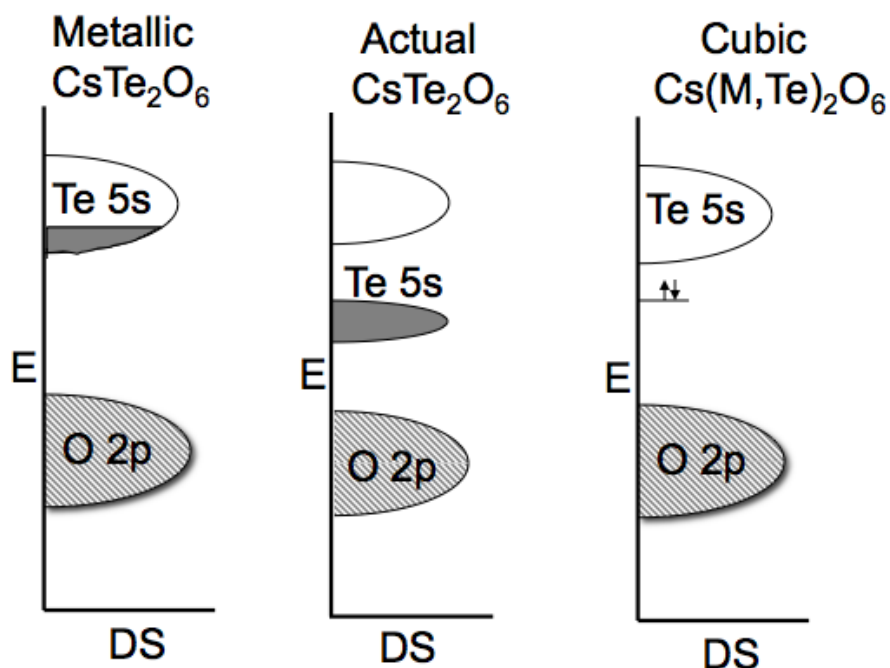 Metallic
CsTe₂O₆
Te 5s
E
O 2p
DS
Actual
CsTe₂O₆
Te 5s
E
O 2p
DS
Cubic
Cs(M,Te)₂O₆
Te 5s
E
O 2p
DS